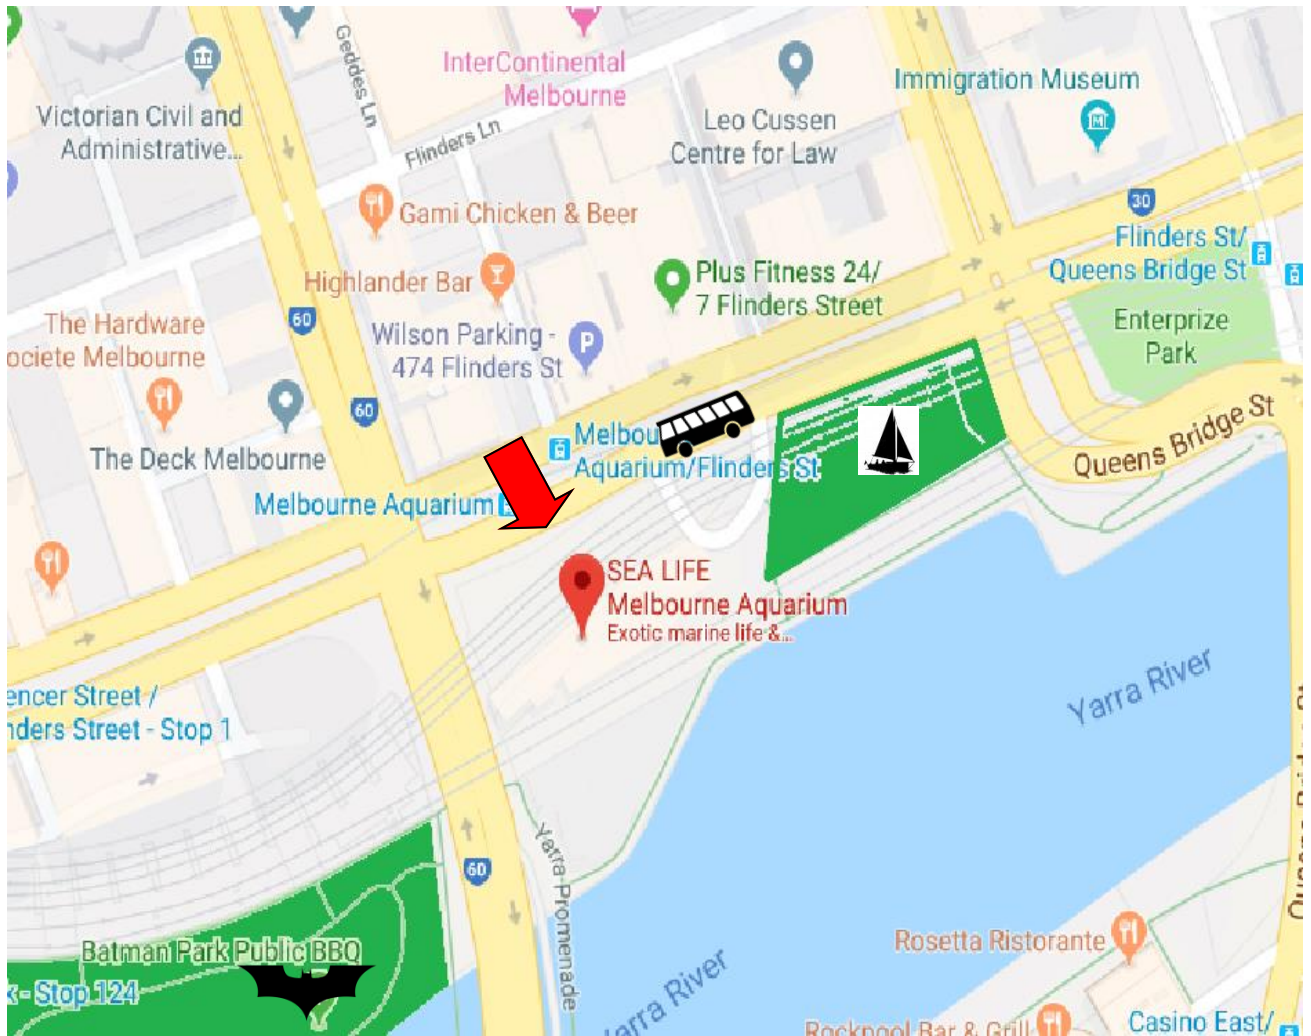 Geddes Ln
InterContinental
Melbourne
Immigration Museum
Victorian Civil and
Administrative...
Leo Cussen
Centre for Law
Flinders Ln
30
Gami Chicken & Beer
Flinders St/
Queens Bridge St
Highlander Bar
Plus Fitness 24/
7 Flinders Street
60
The Hardware
ociete Melbourne
Wilson Parking -
474 Flinders St
P
Enterprize
Park
60
The Deck Melbourne
Melbou
Aquarium/Flinders St
Queens Bridge St
Melbourne Aquarium
SEA LIFE
Melbourne Aquarium
Exotic marine life &...
Yarra River
encer Street /
nders Street - Stop 1
60
Yarra Promenade
Queens Bridge St
Batman Park Public BBQ
k - Stop 124
Rosetta Ristorante
Yarra River
Rockpool Bar & Grill
Casino East/